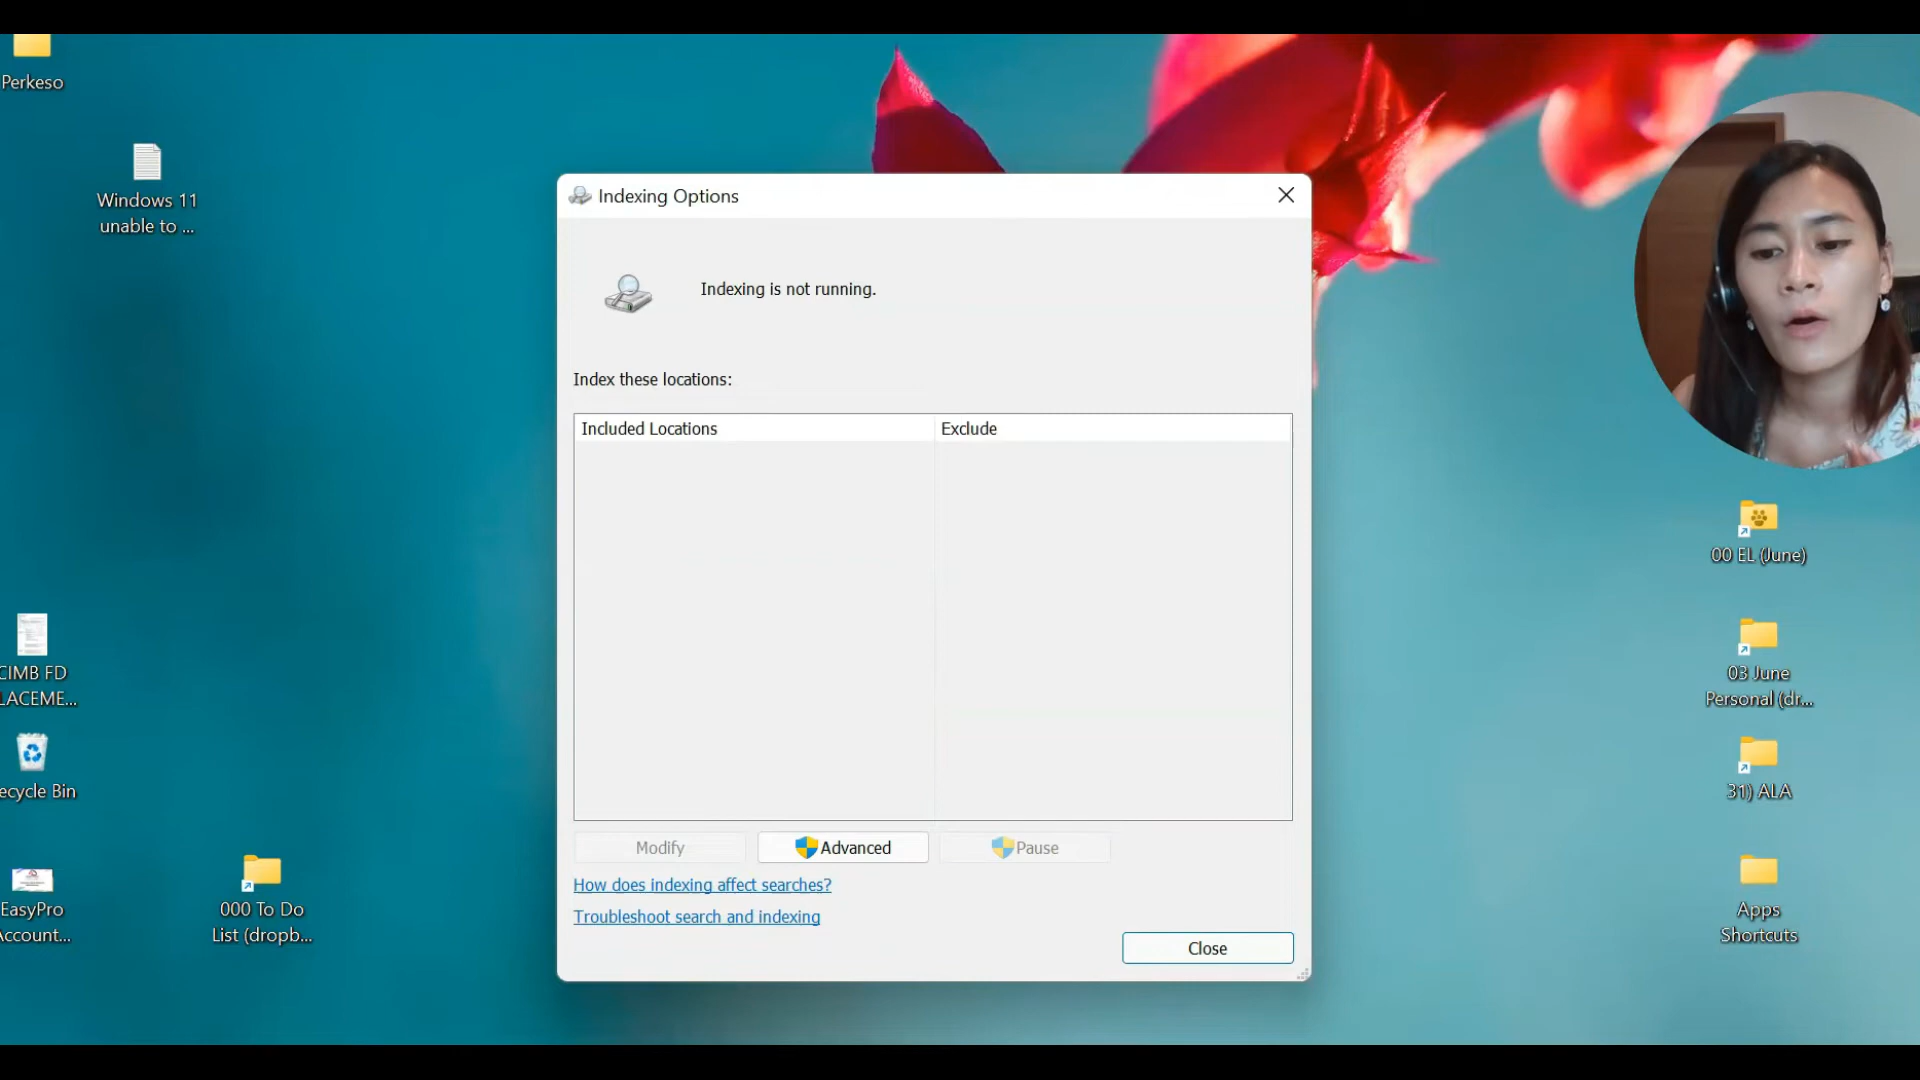 Perkeso
Windows 11
unable to ...
Indexing Options
Indexing is not running.
Index these locations:
Included Locations
Exclude
Modify
Advanced
Pause
How does indexing affect searches?
Troubleshoot search and indexing
Close
CIMB FD
LACEME...
ecycle Bin
EasyPro
Account...
000 To Do
List (dropb...
00 EL (June)
03 June
Personal (dr...
31) ALA
Apps
Shortcuts